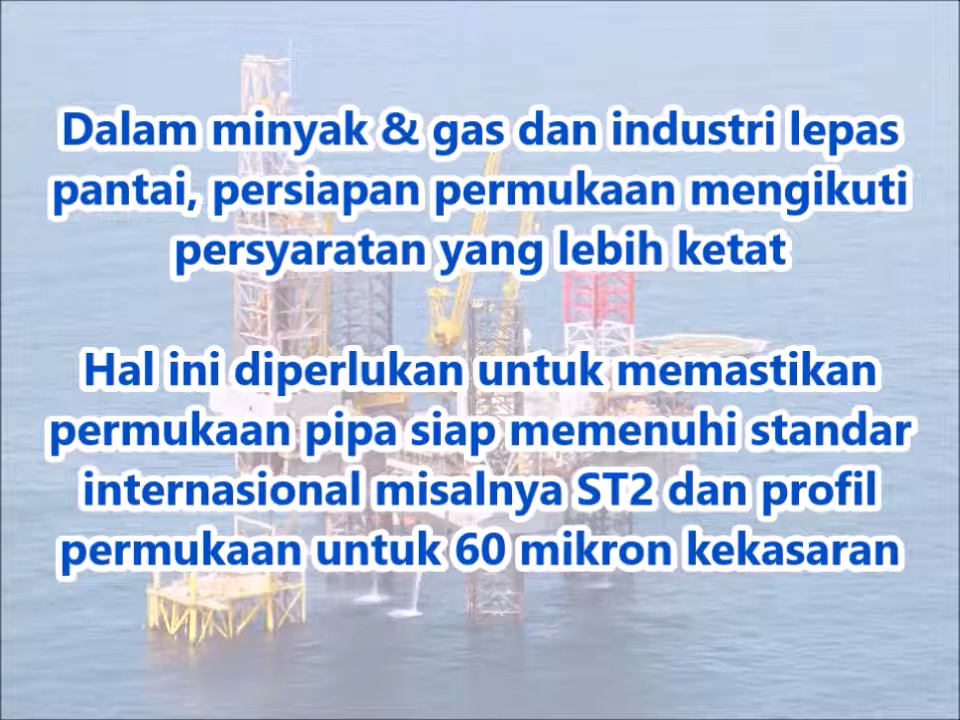 Dalam minyak & gas dan industri lepas
pantai, persiapan permukaan mengikuti
persyaratan yang lebih ketat
Hal ini diperlukan untuk memastikan
permukaan pipa siap memenuhi standar
internasional misalnya ST2 dan profil
permukaan untuk 60 mikron kekasaran